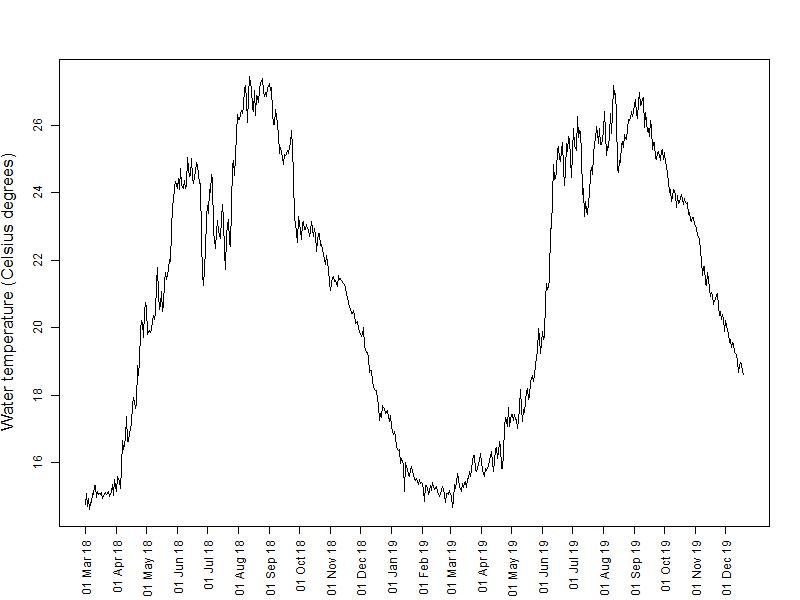 Water temperature (Celsius degrees)
26
24
22
20
18
16
01 Mar 18
01 Apr 18
01 May 18
01 Jun 18
01 Jul 18
01 Aug 18
01 Sep 18
01 Oct 18
01 Nov 18
01 Dec 18
01 Jan 19
01 Feb 19
01 Mar 19
01 Apr 19
01 May 19
01 Jun 19
01 Jul 19
01 Aug 19
01 Sep 19
01 Oct 19
01 Nov 19
01 Dec 19